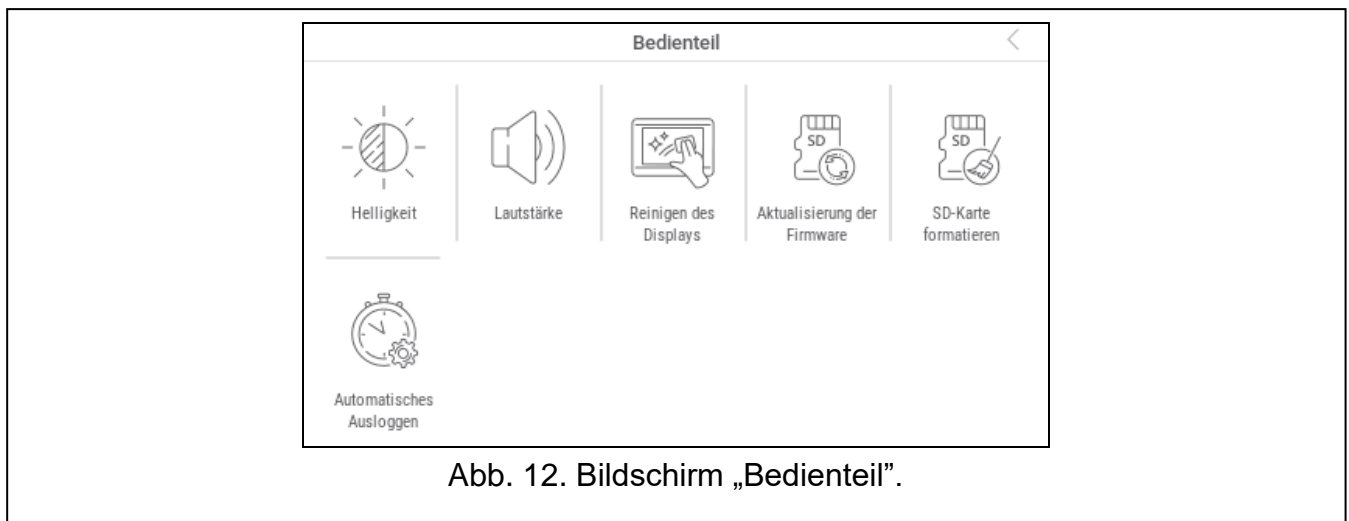 Bedienteil
Helligkeit
Lautstärke
Reinigen des
Displays
SD
Aktualisierung der
Firmware
SD
SD-Karte
formatieren
Automatisches
Ausloggen
Abb. 12. Bildschirm „Bedienteil”.